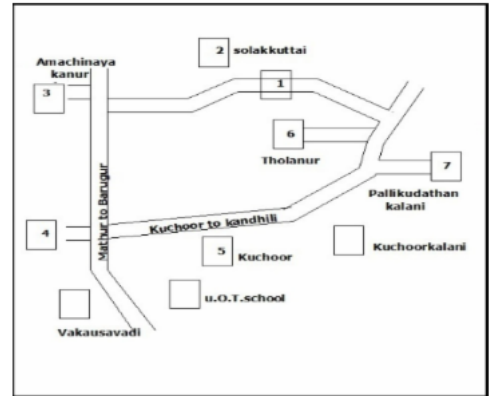 2 solakkuttai
Amachinaya
kanur
1
3
6
Tholanur
7
Pallikudathan
kalani
Mathur to Barugur
Kuchoor to kandhili
4
5 Kuchoor
Kuchoorkalani
u.O.T.school
Vakausavadi